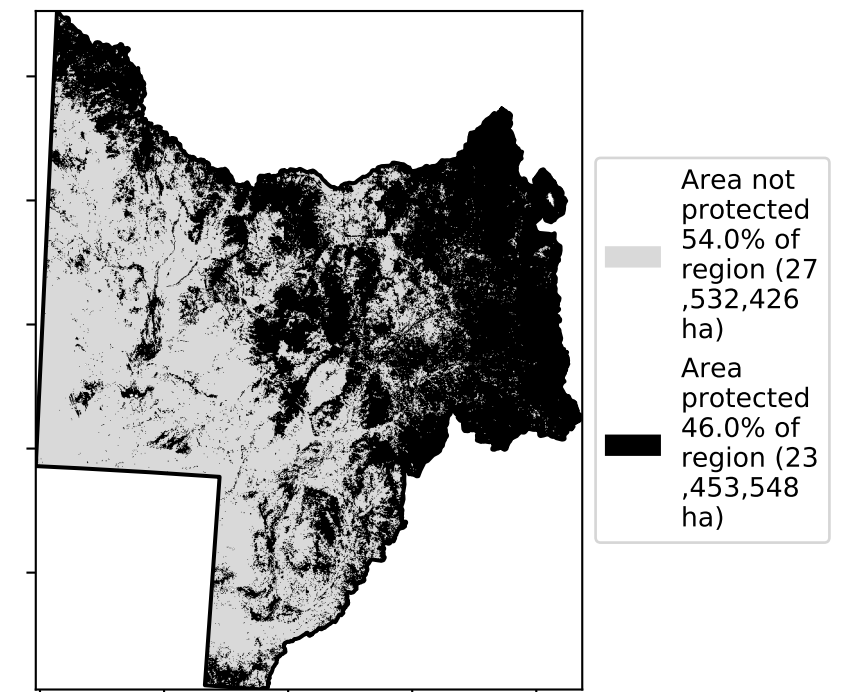 Area not
protected
54.0% of
region (27
,532,426
ha)
Area
protected
46.0% of
region (23
,453,548
ha)